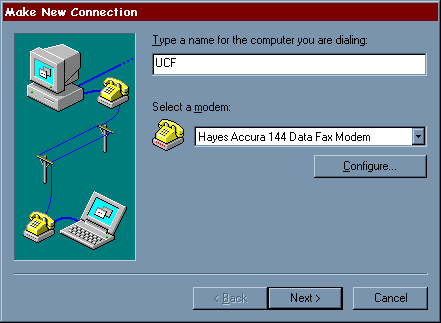 Make New Connection
Type a name for the computer you are dialing:
UCF
Select a modem:
Hayes Accura 144 Data Fax Modem
Configure...
< Back
Next >
Cancel